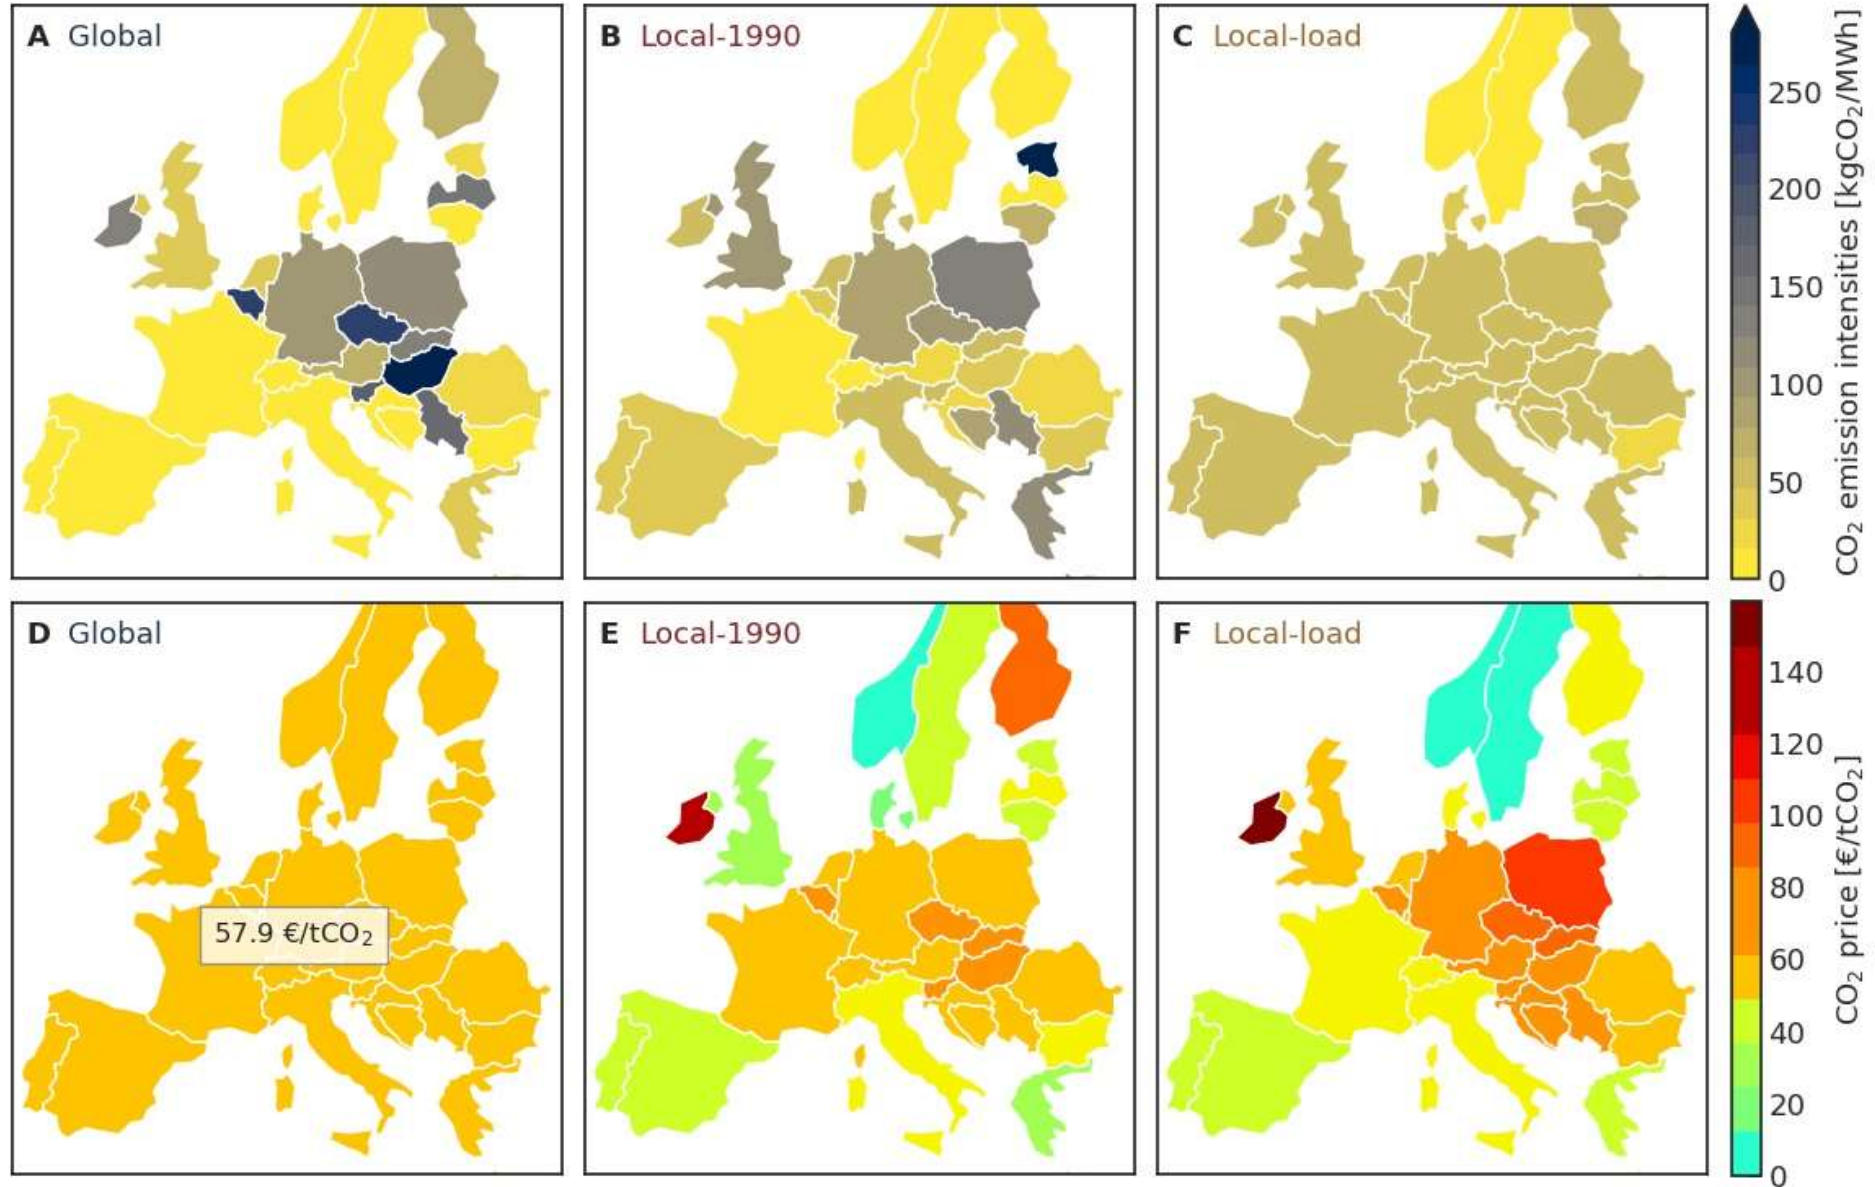 A Global
B Local-1990
C Local-load
250
200
150
100
50
0
CO₂ emission intensities [kgCO₂/MWh]
D Global
57.9 €/tCO₂
E Local-1990
F Local-load
140
120
100
80
60
40
20
0
CO₂ price [€/tCO₂]